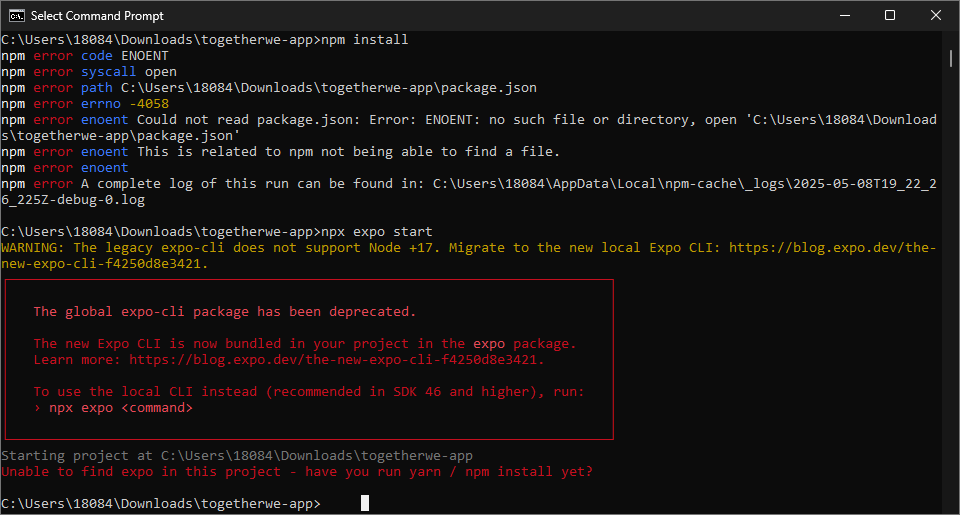 Select Command Prompt
C:\Users\18084\Downloads\togetherwe-app>npm install
npm error code ENOENT
npm error syscall open
npm error path C:\Users\18084\Downloads\togetherwe-app\package.json
npm error errno -4058
npm error enoent Could not read package.json: Error: ENOENT: no such file or directory, open 'C:\Users\18084\Download
s\togetherwe-app\package.json'
npm error enoent This is related to npm not being able to find a file.
npm error enoent
npm error A complete log of this run can be found in: C:\Users\18084\AppData\Local\npm-cache\_logs\2025-05-08T19_22_2
6_225Z-debug-0.log
C:\Users\18084\Downloads\togetherwe-app>npx expo start
WARNING: The legacy expo-cli does not support Node +17. Migrate to the new local Expo CLI: https://blog.expo.dev/the-
new-expo-cli-f4250d8e3421.
The global expo-cli package has been deprecated.
The new Expo CLI is now bundled in your project in the expo package.
Learn more: https://blog.expo.dev/the-new-expo-cli-f4250d8e3421.
To use the local CLI instead (recommended in SDK 46 and higher), run:
› npx expo <command>
Starting project at C:\Users\18084\Downloads\togetherwe-app
Unable to find expo in this project - have you run yarn / npm install yet?
C:\Users\18084\Downloads\togetherwe-app>